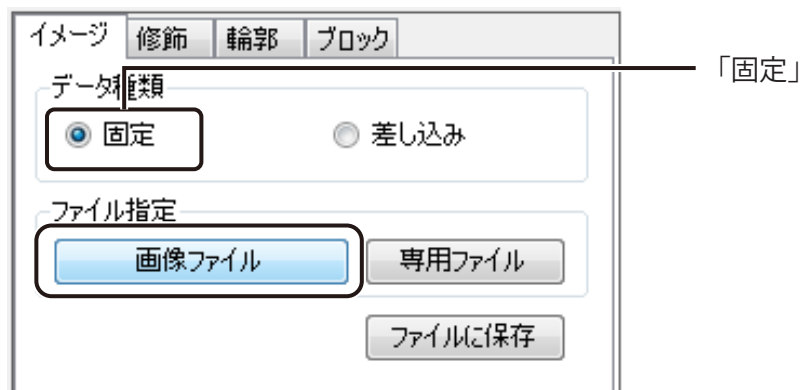 イメージ 修飾 輪郭 ブロック
データ種類
「固定」
固定 差し込み
ファイル指定
画像ファイル 専用ファイル
ファイルに保存